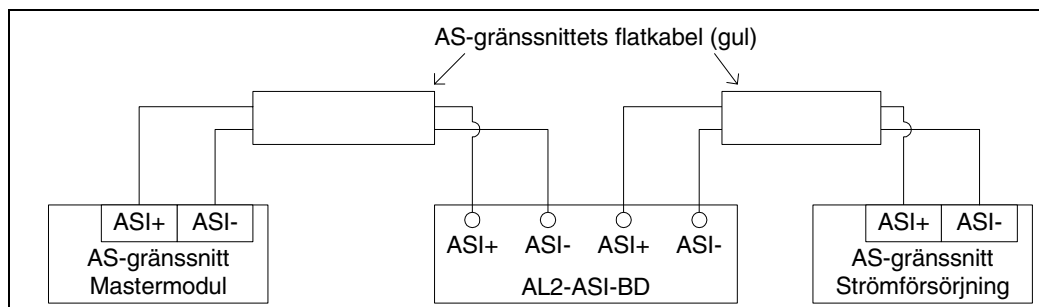 AS-gränssnittets flatkabel (gul)
ASI+ ASI-
AS-gränssnitt
Mastermodul
ASI+ ASI- ASI+ ASI-
AL2-ASI-BD
ASI+ ASI-
AS-gränssnitt
Strömförsörjning